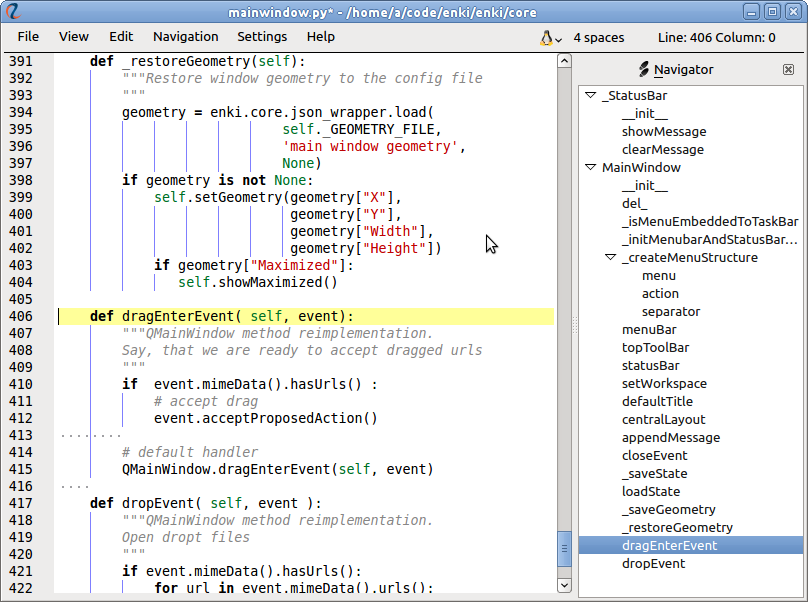 mainwindow.py* - /home/a/code/enki/enki/core
File View Edit Navigation Settings Help 4 spaces Line: 406 Column: 0
391 def _restoreGeometry(self):
392 """Restore window geometry to the config file
393 """
394 geometry = enki.core.json_wrapper.load(
395 self._GEOMETRY_FILE,
396 'main window geometry',
397 None)
398 if geometry is not None:
399 self.setGeometry(geometry["X"],
400 geometry["Y"],
401 geometry["Width"],
402 geometry["Height"])
403 if geometry["Maximized"]:
404 self.showMaximized()
405
406 def dragEnterEvent( self, event):
407 """QMainWindow method reimplementation.
408 Say, that we are ready to accept dragged urls
409 """
410 if  event.mimeData().hasUrls() :
411 # accept drag
412 event.acceptProposedAction()
413
414 # default handler
415 QMainWindow.dragEnterEvent(self, event)
416
417 def dropEvent( self, event ):
418 """QMainWindow method reimplementation.
419 Open dropt files
420 """
421 if event.mimeData().hasUrls():
422 for url in event.mimeData().urls():
Navigator
_StatusBar
__init__
showMessage
clearMessage
MainWindow
__init__
del_
_isMenuEmbeddedToTaskBar
_initMenubarAndStatusBar...
_createMenuStructure
menu
action
separator
menuBar
topToolBar
statusBar
setWorkspace
defaultTitle
centralLayout
appendMessage
closeEvent
_saveState
loadState
_saveGeometry
_restoreGeometry
dragEnterEvent
dropEvent